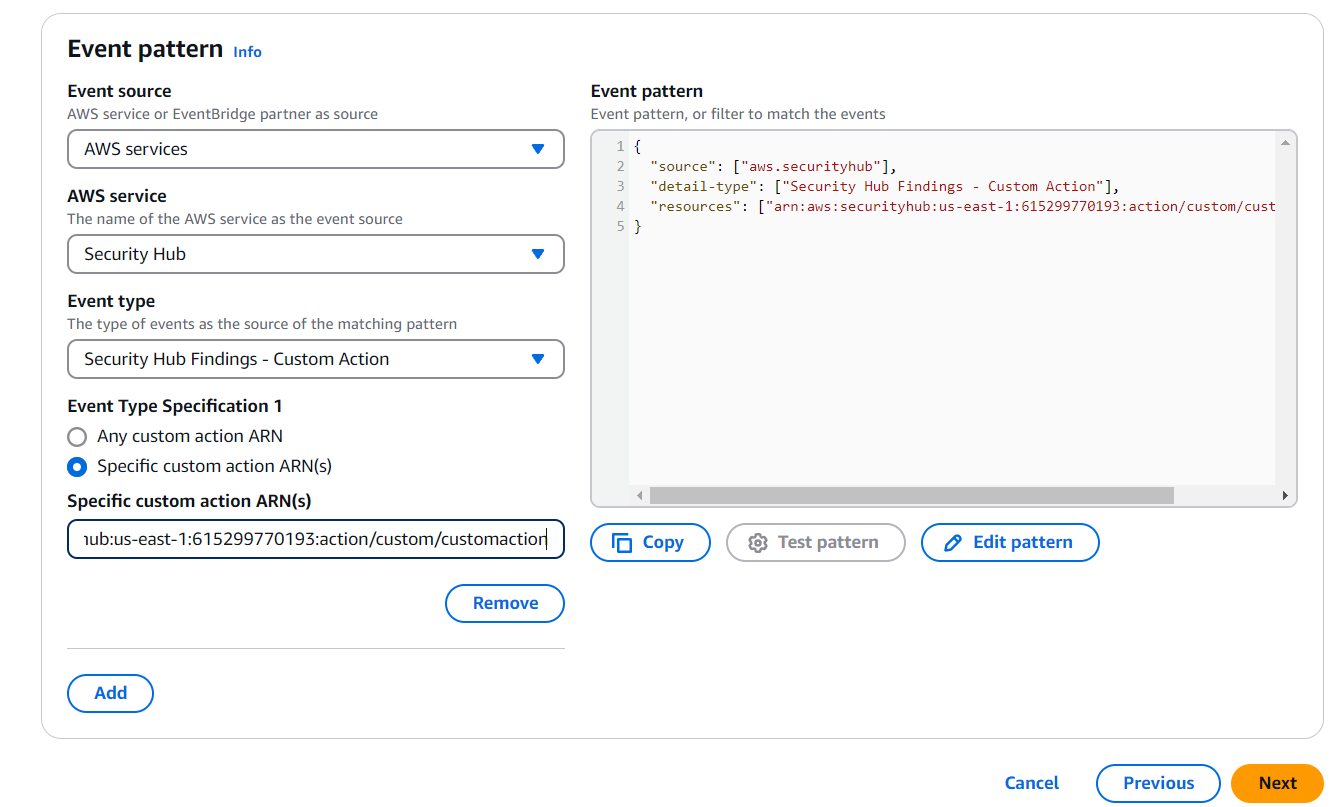 Event pattern Info
Event source
AWS service or EventBridge partner as source
AWS services
AWS service
The name of the AWS service as the event source
Security Hub
Event type
The type of events as the source of the matching pattern
Security Hub Findings - Custom Action
Event Type Specification 1
Any custom action ARN
Specific custom action ARN(s)
Specific custom action ARN(s)
hub:us-east-1:615299770193:action/custom/customaction
Remove
Add
Event pattern
Event pattern, or filter to match the events
1 {
2 "source": ["aws.securityhub"],
3 "detail-type": ["Security Hub Findings - Custom Action"],
4 "resources": ["arn:aws:securityhub:us-east-1:615299770193:action/custom/cust
5 }
Copy
Test pattern
Edit pattern
Cancel
Previous
Next